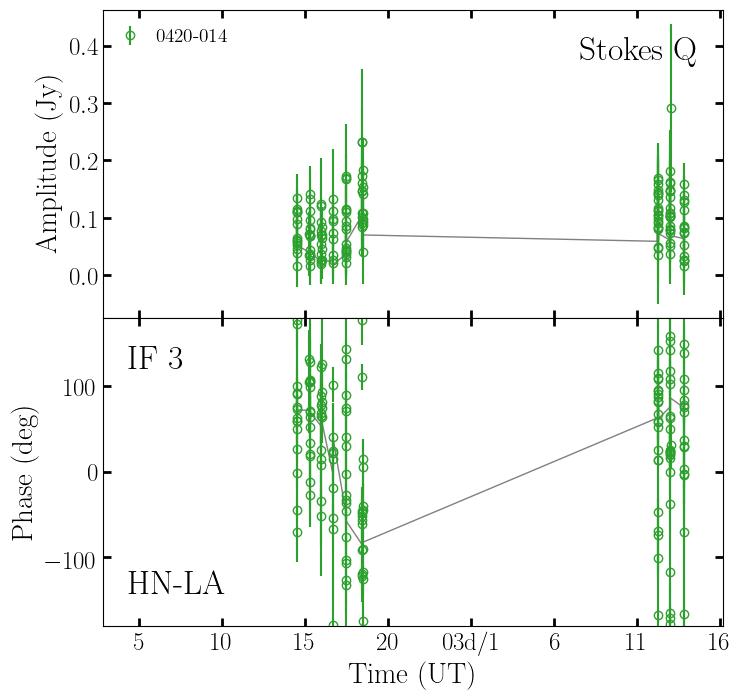 0420-014
Stokes Q
0.4
0.3
0.2
0.1
0.0
Amplitude (Jy)
IF 3
100
0
−100
Phase (deg)
HN-LA
5 10 15 20 03d/1 6 11 16
Time (UT)